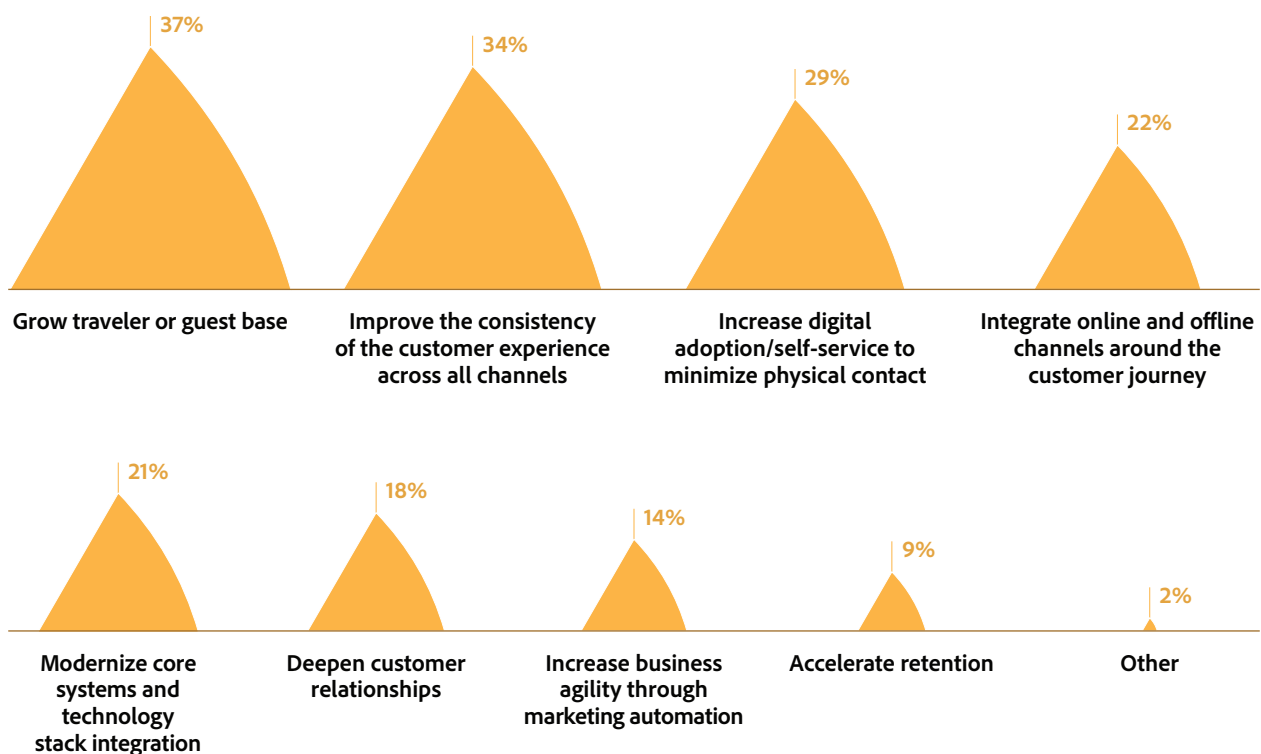 37%
34%
29%
22%
Grow traveler or guest base
Improve the consistency
of the customer experience
across all channels
Increase digital
adoption/self-service to
minimize physical contact
Integrate online and offline
channels around the
customer journey
21%
18%
14%
9%
2%
Modernize core
systems and
technology
stack integration
Deepen customer
relationships
Increase business
agility through
marketing automation
Accelerate retention
Other